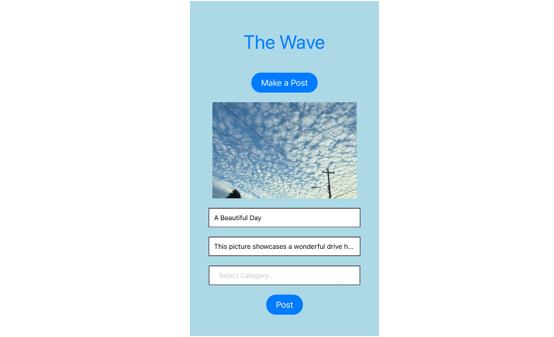 The Wave
Make a Post
A Beautiful Day
This picture showcases a wonderful drive h...
Select Category...
Post